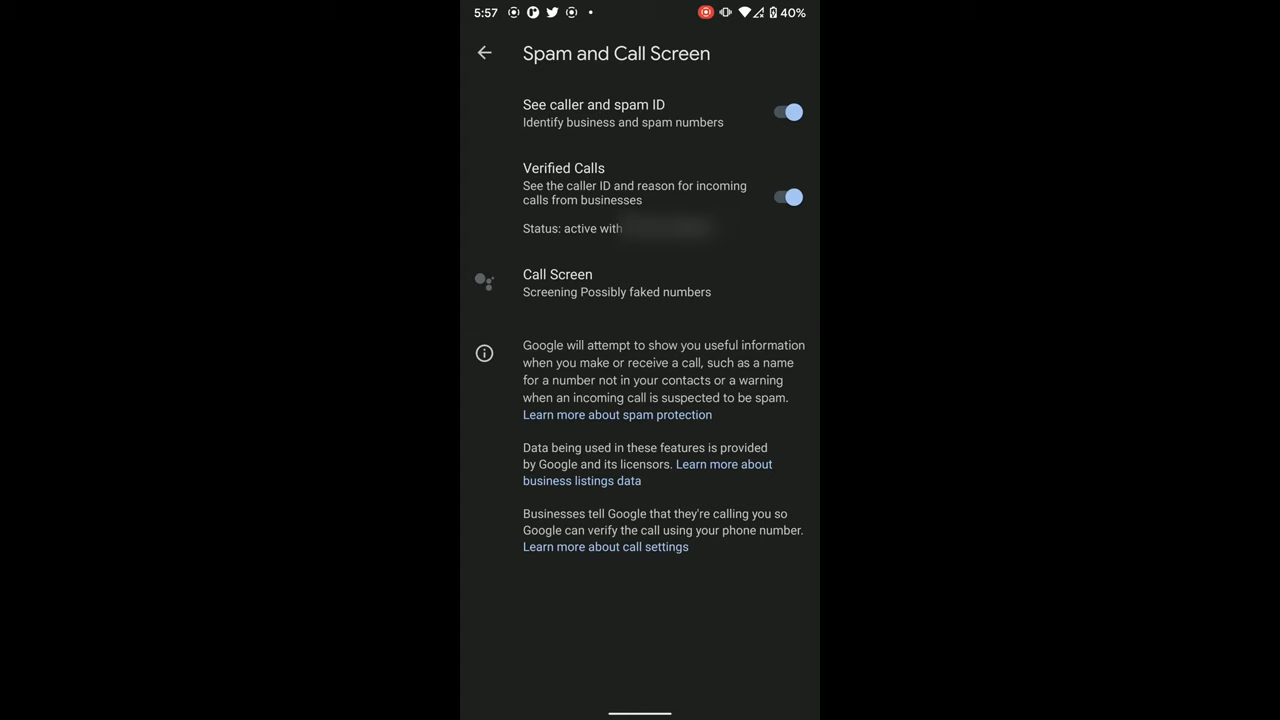 5:57
40%
Spam and Call Screen
See caller and spam ID
Identify business and spam numbers
Verified Calls
See the caller ID and reason for incoming
calls from businesses
Status: active with
Call Screen
Screening Possibly faked numbers
Google will attempt to show you useful information
when you make or receive a call, such as a name
for a number not in your contacts or a warning
when an incoming call is suspected to be spam.
Learn more about spam protection
Data being used in these features is provided
by Google and its licensors. Learn more about
business listings data
Businesses tell Google that they're calling you so
Google can verify the call using your phone number.
Learn more about call settings